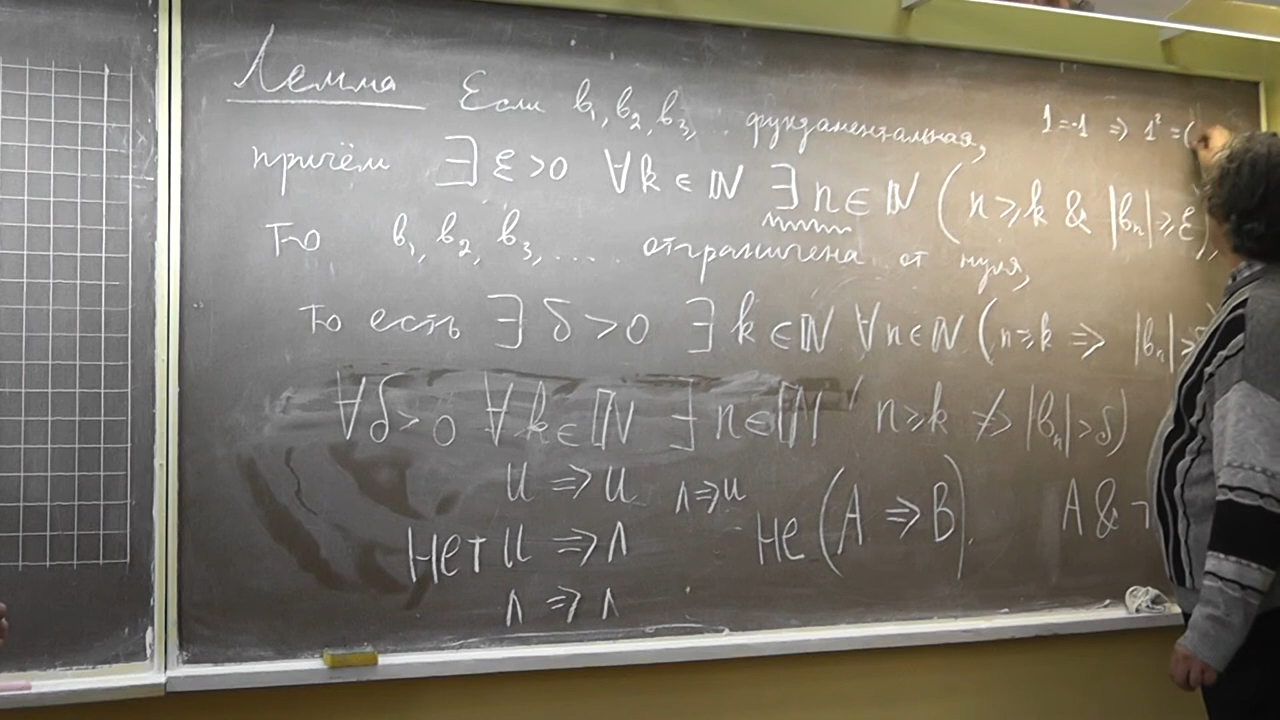 Лемма Если b₁, b₂, b₃, ... фундаментальная,
1=-1 ⇒ 1² = (
причём ∃ε>0 ∀k∈ℕ ∃n∈ℕ (n⩾k & |bₙ|⩾ε),
То b₁, b₂, b₃, .... отграничена от нуля,
То есть ∃δ>0 ∃k∈ℕ ∀n∈ℕ (n⩾k ⇒ |bₙ|>
∀δ>0 ∀k∈ℕ ∃n∈ℕ n⩾k ⇏ |bₙ|>δ)
и ⇒ и л⇒и
Нет и ⇒ л не (A ⇒ B). A & ¬
л ⇒ л